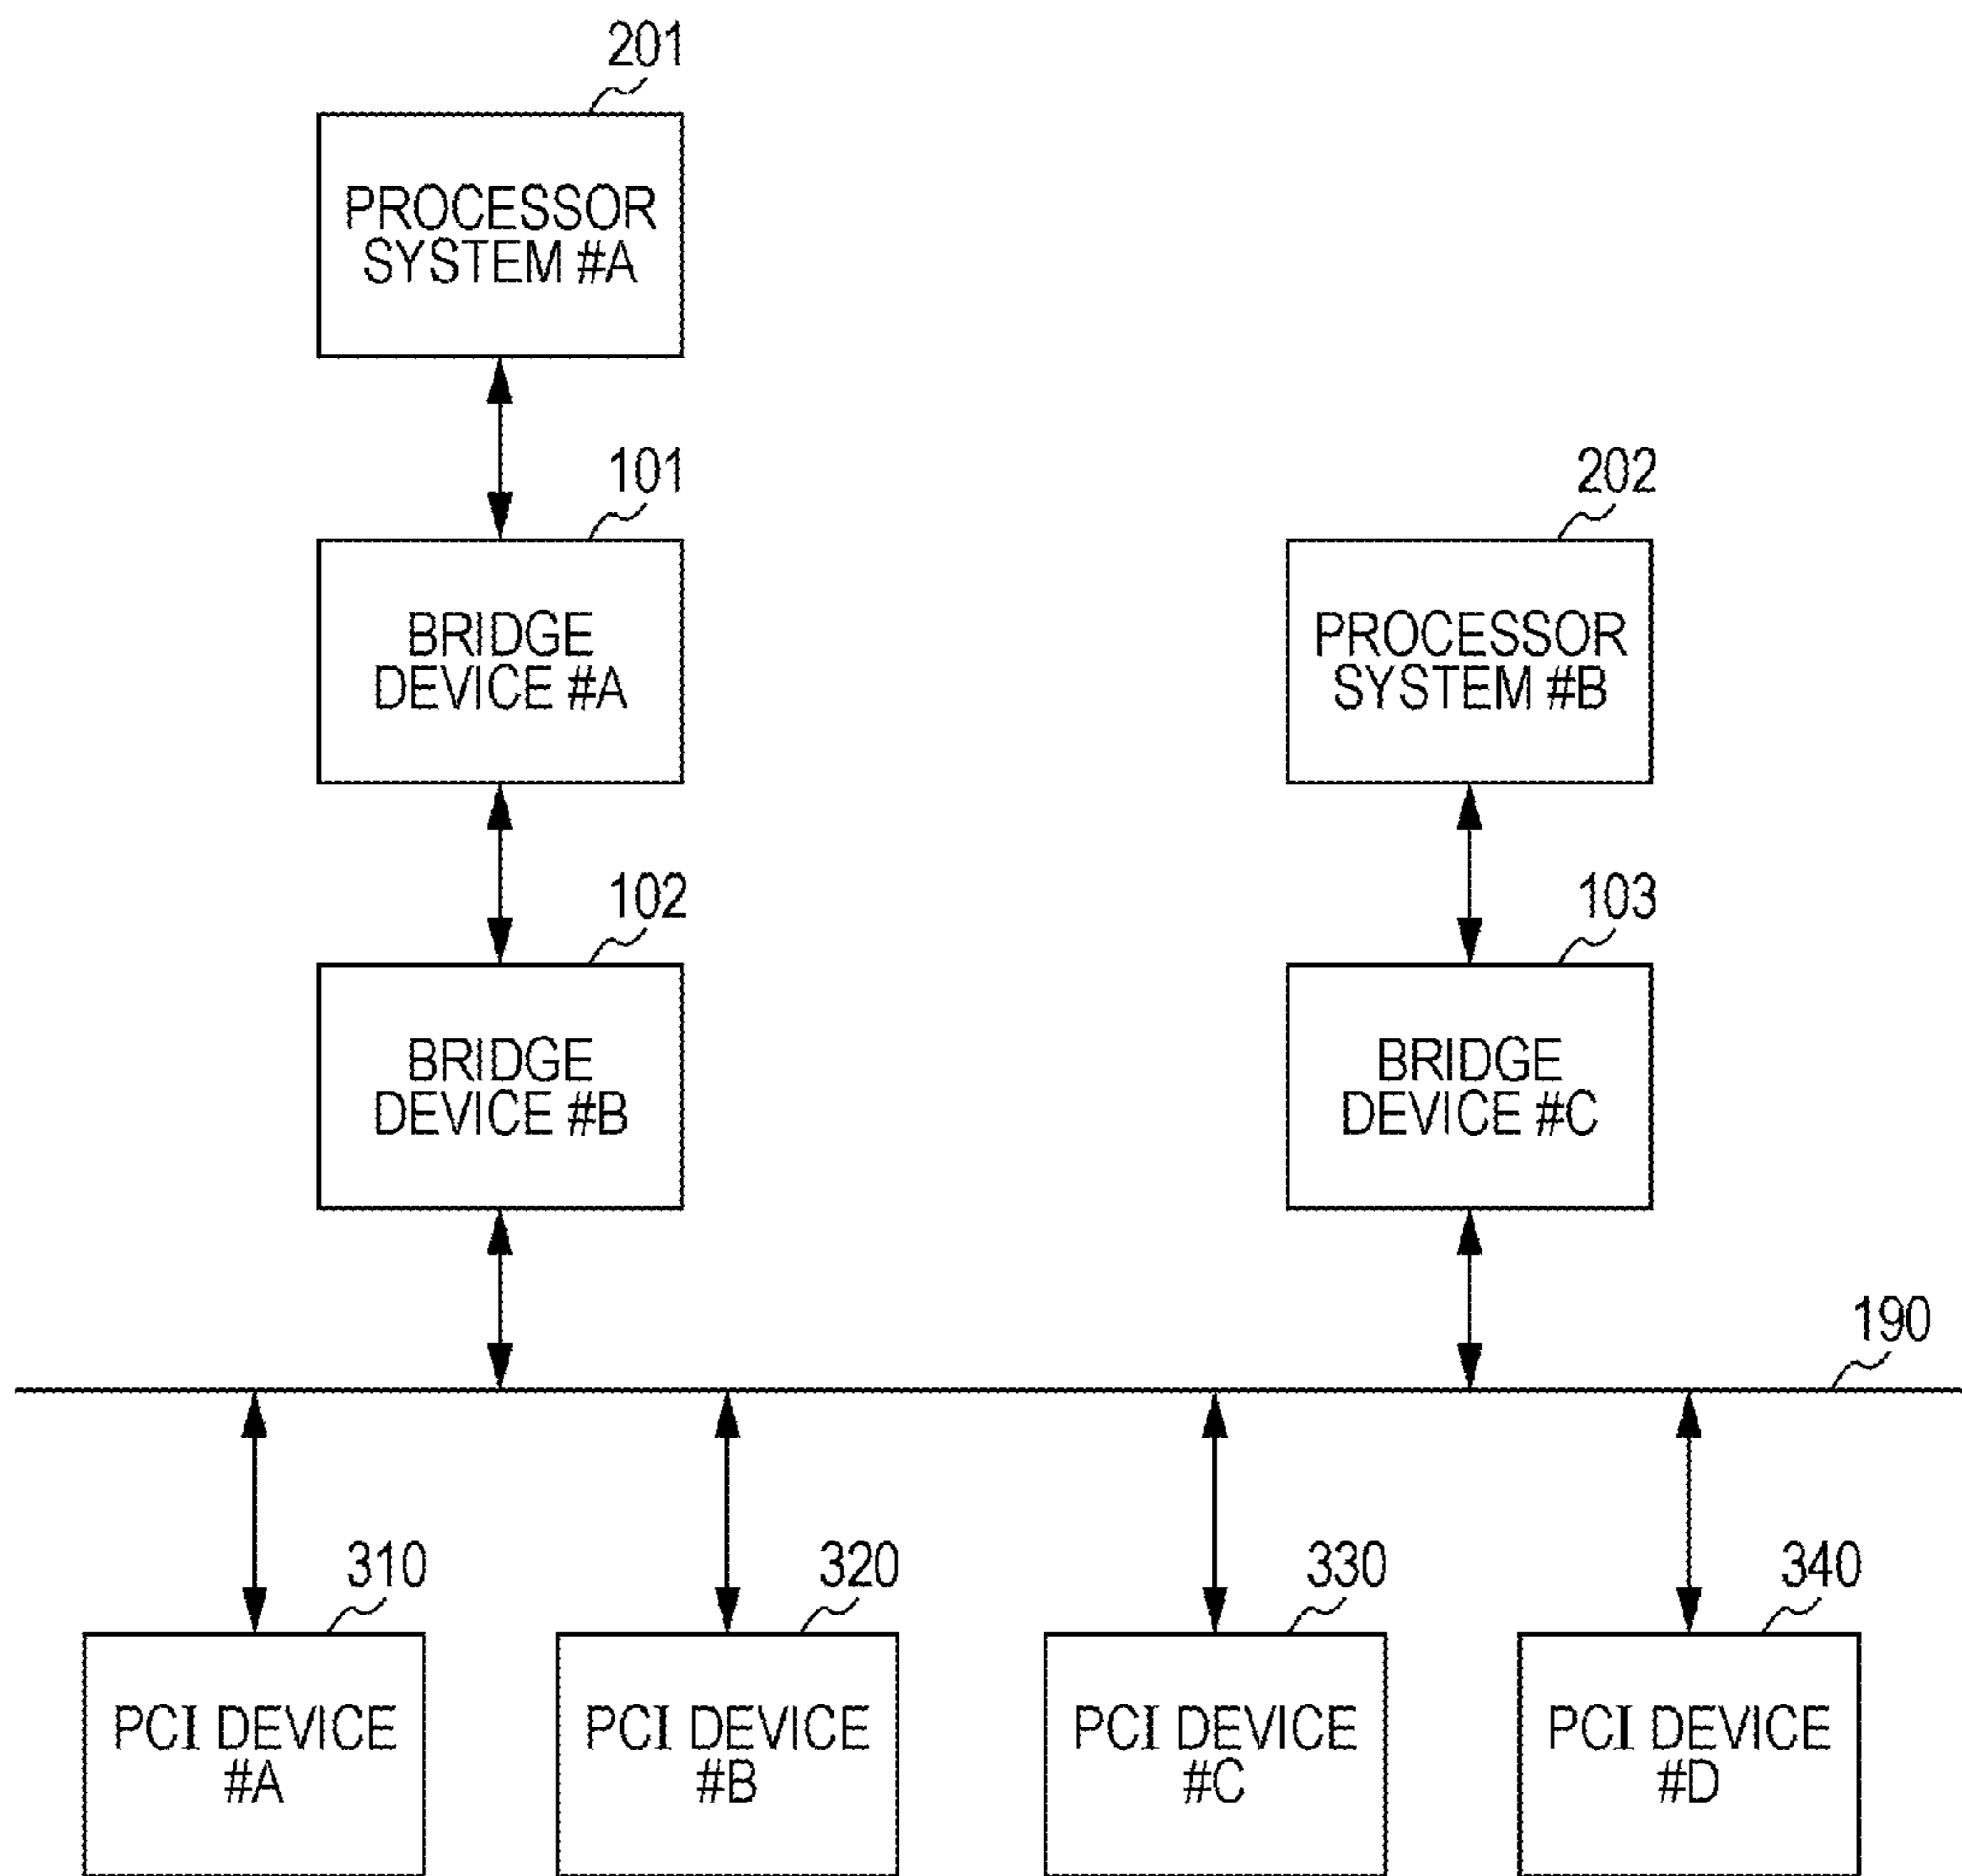 201
PROCESSOR
SYSTEM #A
101
BRIDGE
DEVICE #A
202
PROCESSOR
SYSTEM #B
102
BRIDGE
DEVICE #B
103
BRIDGE
DEVICE #C
190
310
PCI DEVICE
#A
320
PCI DEVICE
#B
330
PCI DEVICE
#C
340
PCI DEVICE
#D